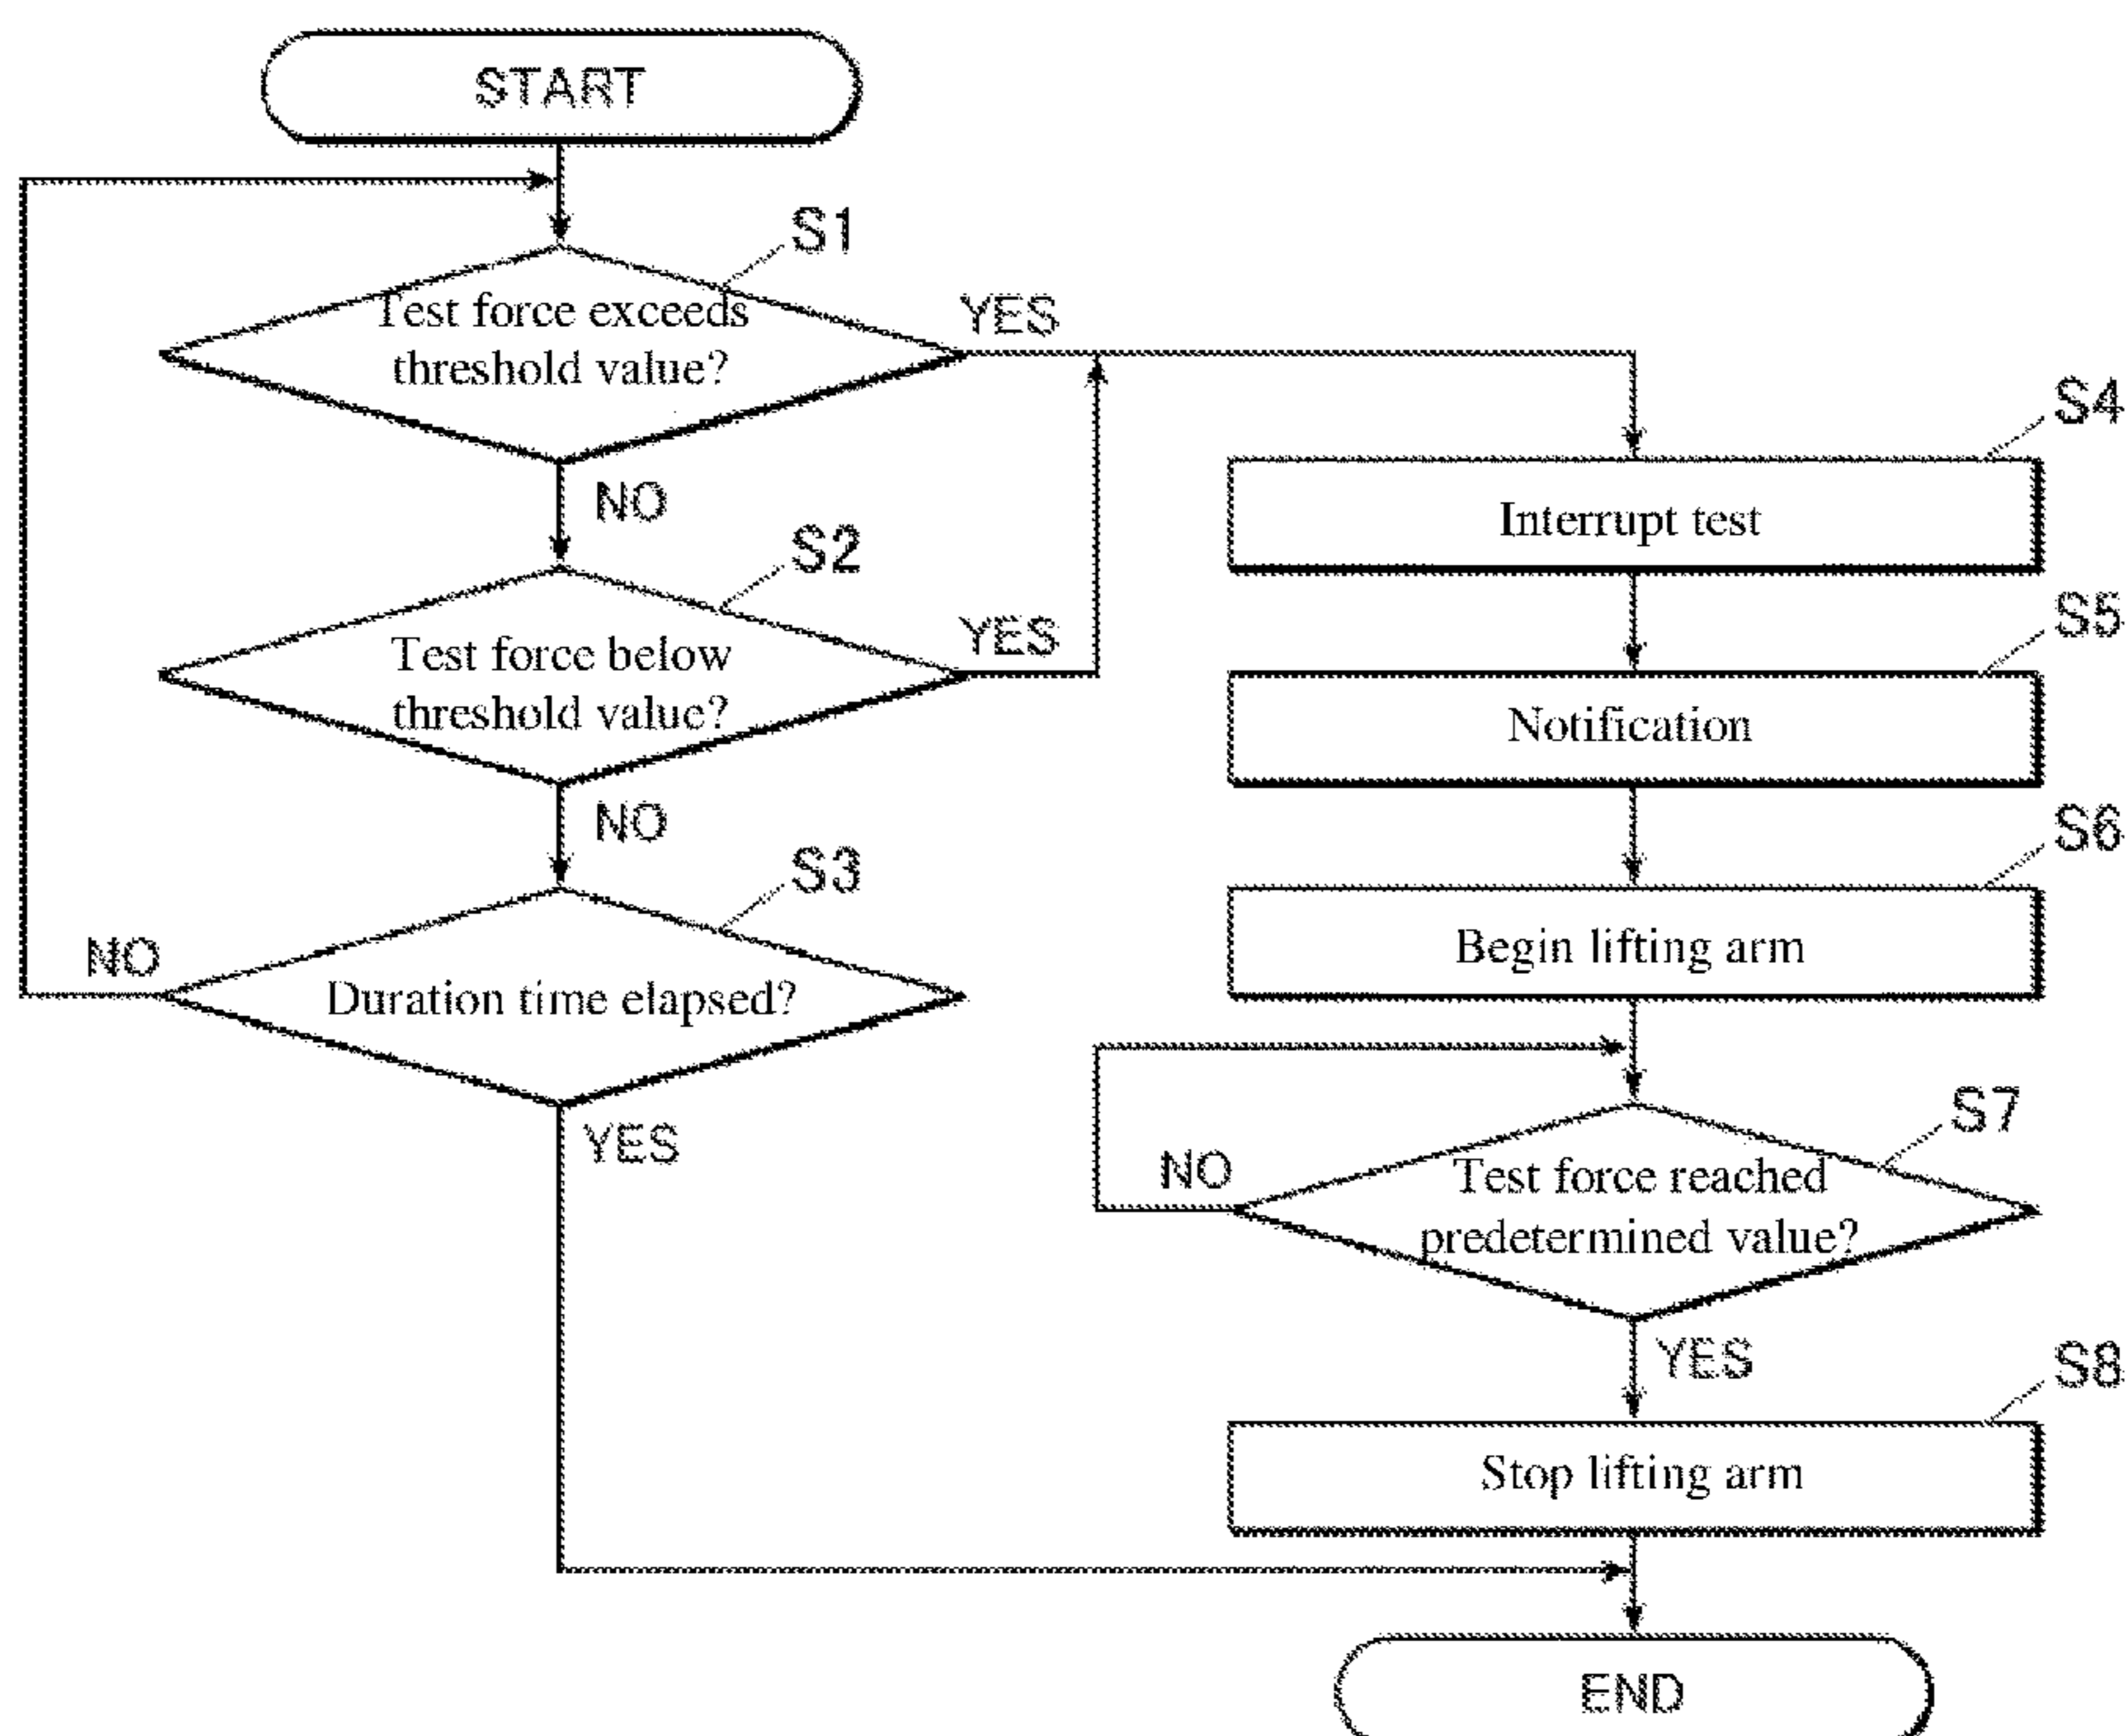 START
S1
Test force exceeds
threshold value?
YES
NO
S2
Test force below
threshold value?
YES
NO
S3
Duration time elapsed?
NO
YES
S4
Interrupt test
S5
Notification
S6
Begin lifting arm
S7
Test force reached
predetermined value?
NO
YES
S8
Stop lifting arm
END